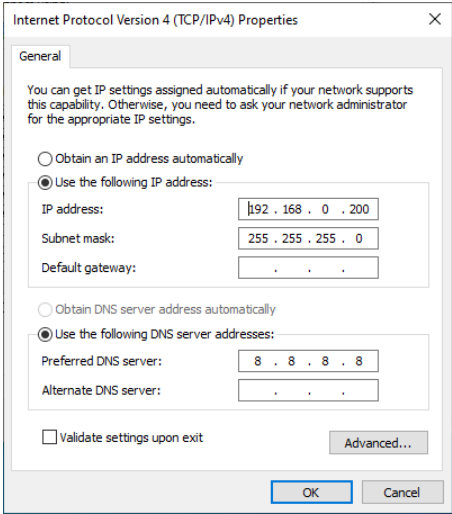 Internet Protocol Version 4 (TCP/IPv4) Properties
General
You can get IP settings assigned automatically if your network supports
this capability. Otherwise, you need to ask your network administrator
for the appropriate IP settings.
Obtain an IP address automatically
Use the following IP address:
IP address: 192 . 168 . 0 . 200
Subnet mask: 255 . 255 . 255 . 0
Default gateway: . . .
Obtain DNS server address automatically
Use the following DNS server addresses:
Preferred DNS server: 8 . 8 . 8 . 8
Alternate DNS server: . . .
Validate settings upon exit
Advanced...
OK Cancel